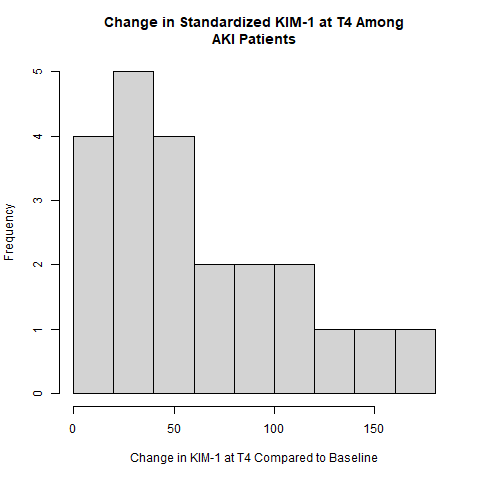 Change in Standardized KIM-1 at T4 Among
AKI Patients
5
4
3
2
1
0
Frequency
0 50 100 150
Change in KIM-1 at T4 Compared to Baseline